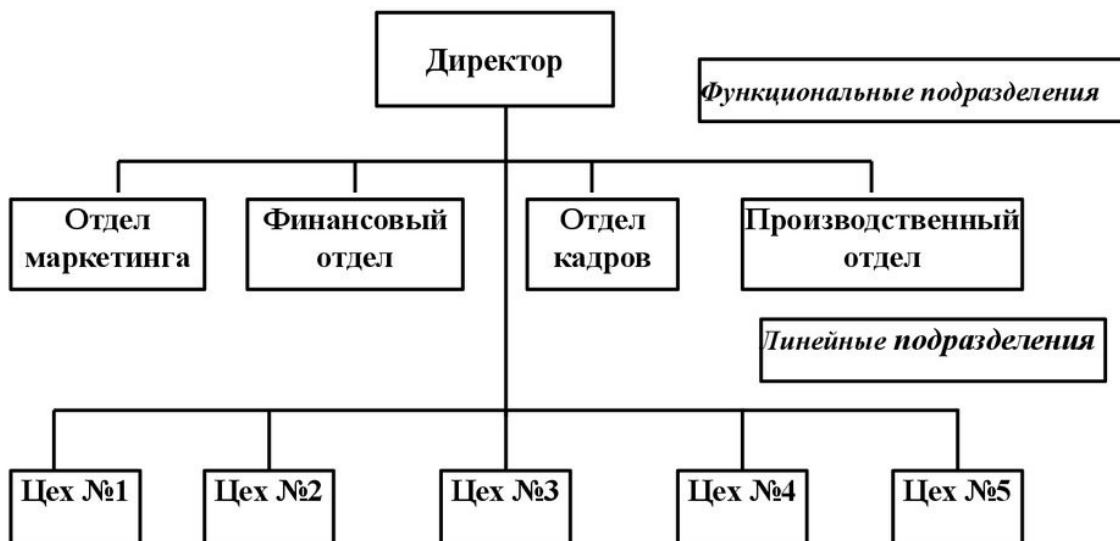 Директор
Функциональные подразделения
Отдел
маркетинга
Финансовый
отдел
Отдел
кадров
Производственный
отдел
Линейные подразделения
Цех №1
Цех №2
Цех №3
Цех №4
Цех №5